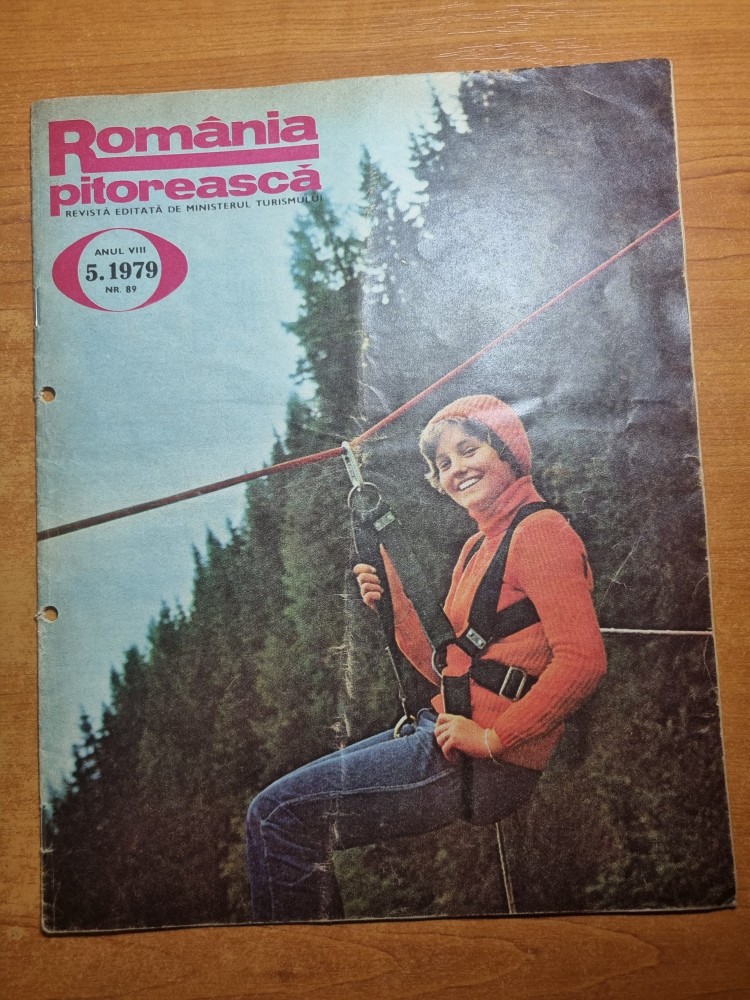 România
pitorească
REVISTĂ EDITATĂ DE MINISTERUL TURISMULUI
ANUL VIII
5.1979
NR. 89